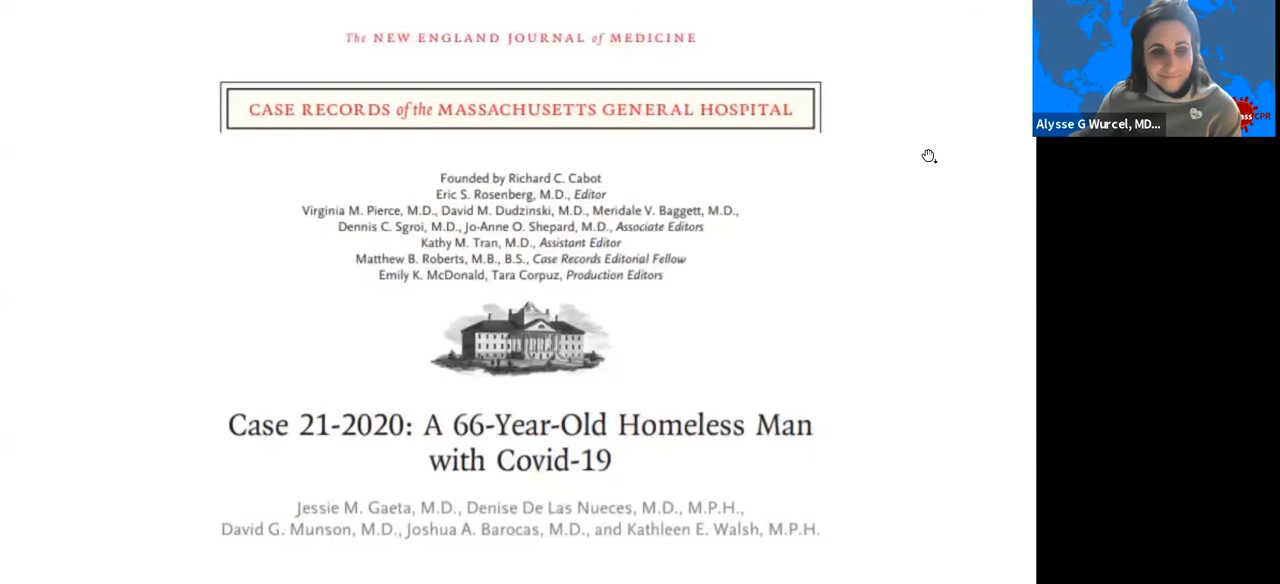 The NEW ENGLAND JOURNAL of MEDICINE
CASE RECORDS of the MASSACHUSETTS GENERAL HOSPITAL
Founded by Richard C. Cabot
Eric S. Rosenberg, M.D., Editor
Virginia M. Pierce, M.D., David M. Dudzinski, M.D., Meridale V. Baggett, M.D.,
Dennis C. Sgroi, M.D., Jo-Anne O. Shepard, M.D., Associate Editors
Kathy M. Tran, M.D., Assistant Editor
Matthew B. Roberts, M.B., B.S., Case Records Editorial Fellow
Emily K. McDonald, Tara Corpuz, Production Editors
Case 21-2020: A 66-Year-Old Homeless Man
with Covid-19
Jessie M. Gaeta, M.D., Denise De Las Nueces, M.D., M.P.H.,
David G. Munson, M.D., Joshua A. Barocas, M.D., and Kathleen E. Walsh, M.P.H.
Alysse G Wurcel, MD...
CPR